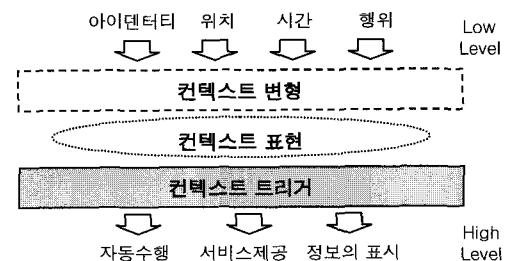 아이덴터티 위치 시간 행위
Low
Level
컨텍스트 변형
컨텍스트 표현
컨텍스트 트리거
자동수행 서비스제공 정보의 표시
High
Level